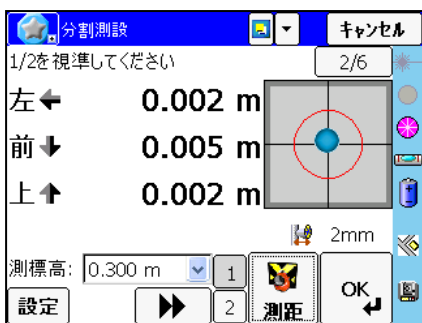 分割測設
キャンセル
1/2を視準してください
2/6
左 0.002 m
前 0.005 m
上 0.002 m
2mm
測標高: 0.300 m
1
測距
OK
設定
2